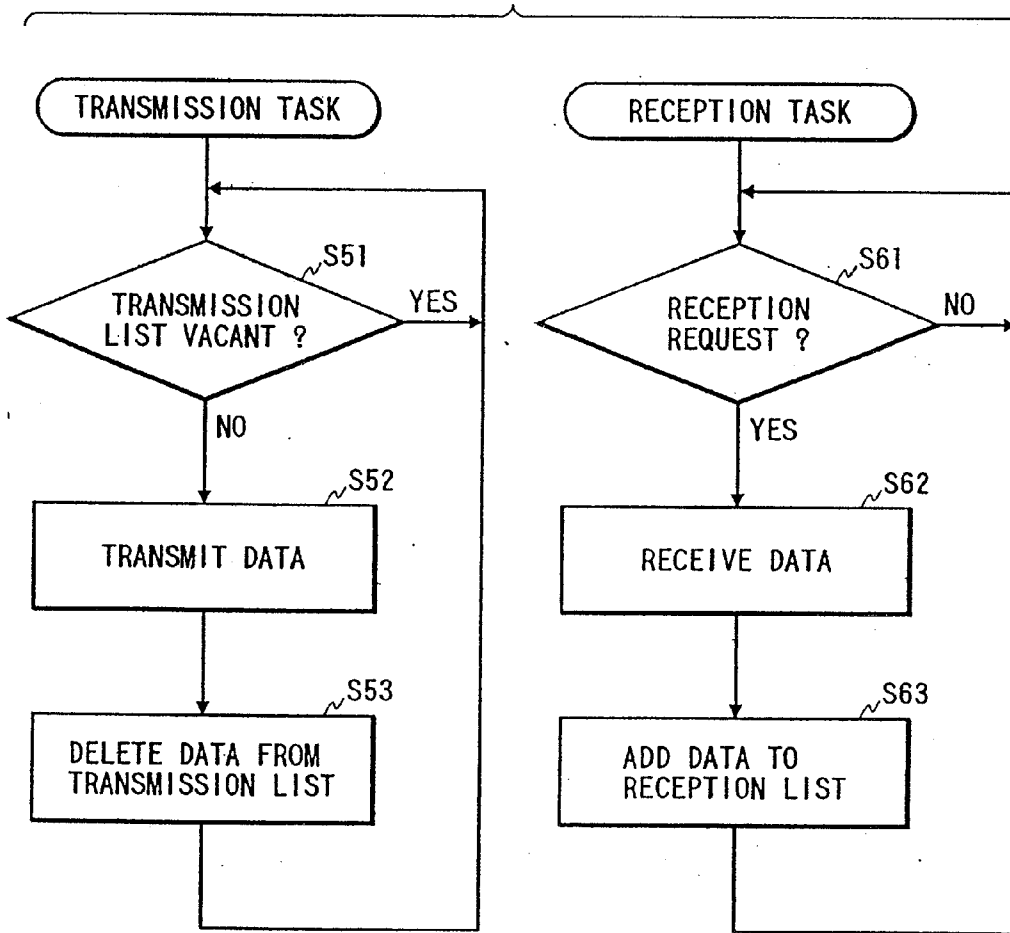 TRANSMISSION TASK
S51
TRANSMISSION
LIST VACANT ?
YES
NO
S52
TRANSMIT DATA
S53
DELETE DATA FROM
TRANSMISSION LIST
RECEPTION TASK
S61
RECEPTION
REQUEST ?
NO
YES
S62
RECEIVE DATA
S63
ADD DATA TO
RECEPTION LIST